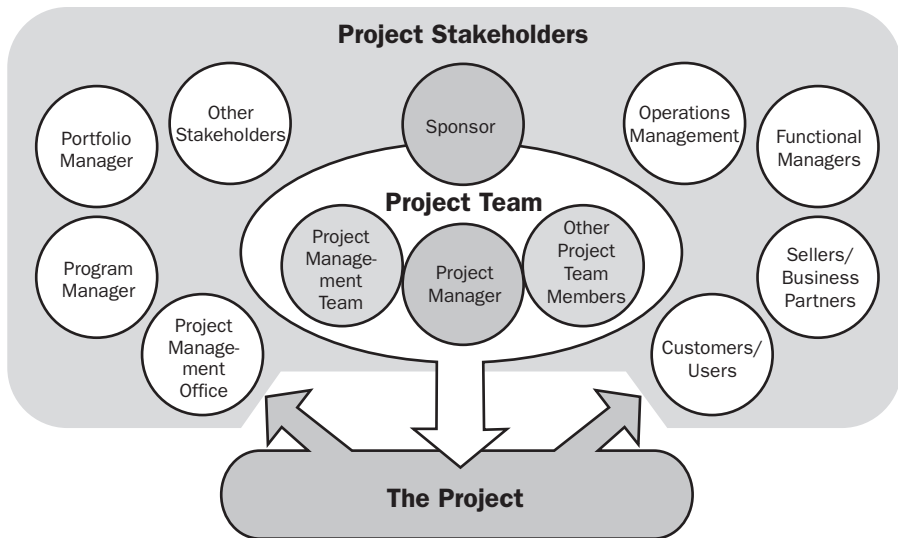 Project Stakeholders
Portfolio
Manager
Other
Stakeholders
Sponsor
Operations
Management
Functional
Managers
Project Team
Program
Manager
Project
Manage-
ment
Team
Project
Manager
Other
Project
Team
Members
Sellers/
Business
Partners
Project
Manage-
ment
Office
Customers/
Users
The Project